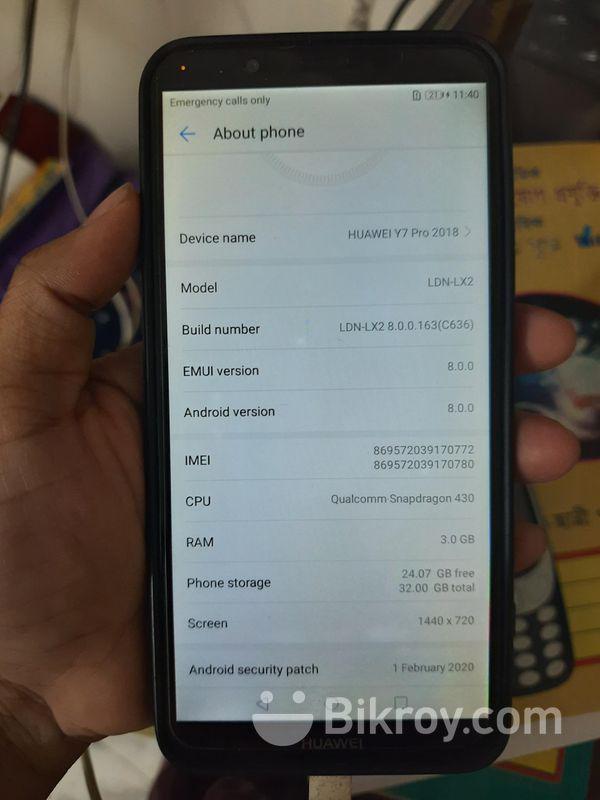 Emergency calls only 21 11:40
About phone
Device name HUAWEI Y7 Pro 2018
Model LDN-LX2
Build number LDN-LX2 8.0.0.163(C636)
EMUI version 8.0.0
Android version 8.0.0
IMEI 869572039170772
869572039170780
CPU Qualcomm Snapdragon 430
RAM 3.0 GB
Phone storage 24.07 GB free
32.00 GB total
Screen 1440 x 720
Android security patch 1 February 2020
Bikroy.com
HUAWEI